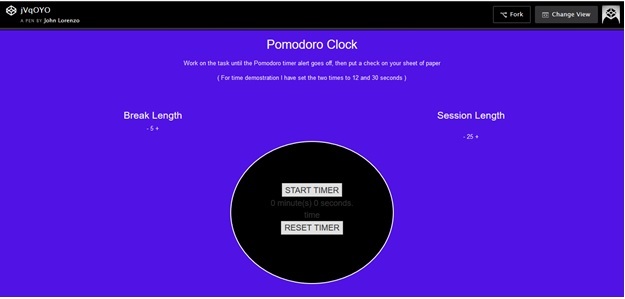 jVqOYO
A PEN BY John Lorenzo
Fork
Change View
Pomodoro Clock
Work on the task until the Pomodoro timer alert goes off, then put a check on your sheet of paper
( For time demostration I have set the two times to 12 and 30 seconds )
Break Length
Session Length
- 5 +
- 25 +
START TIMER
0 minute(s) 0 seconds.
time
RESET TIMER